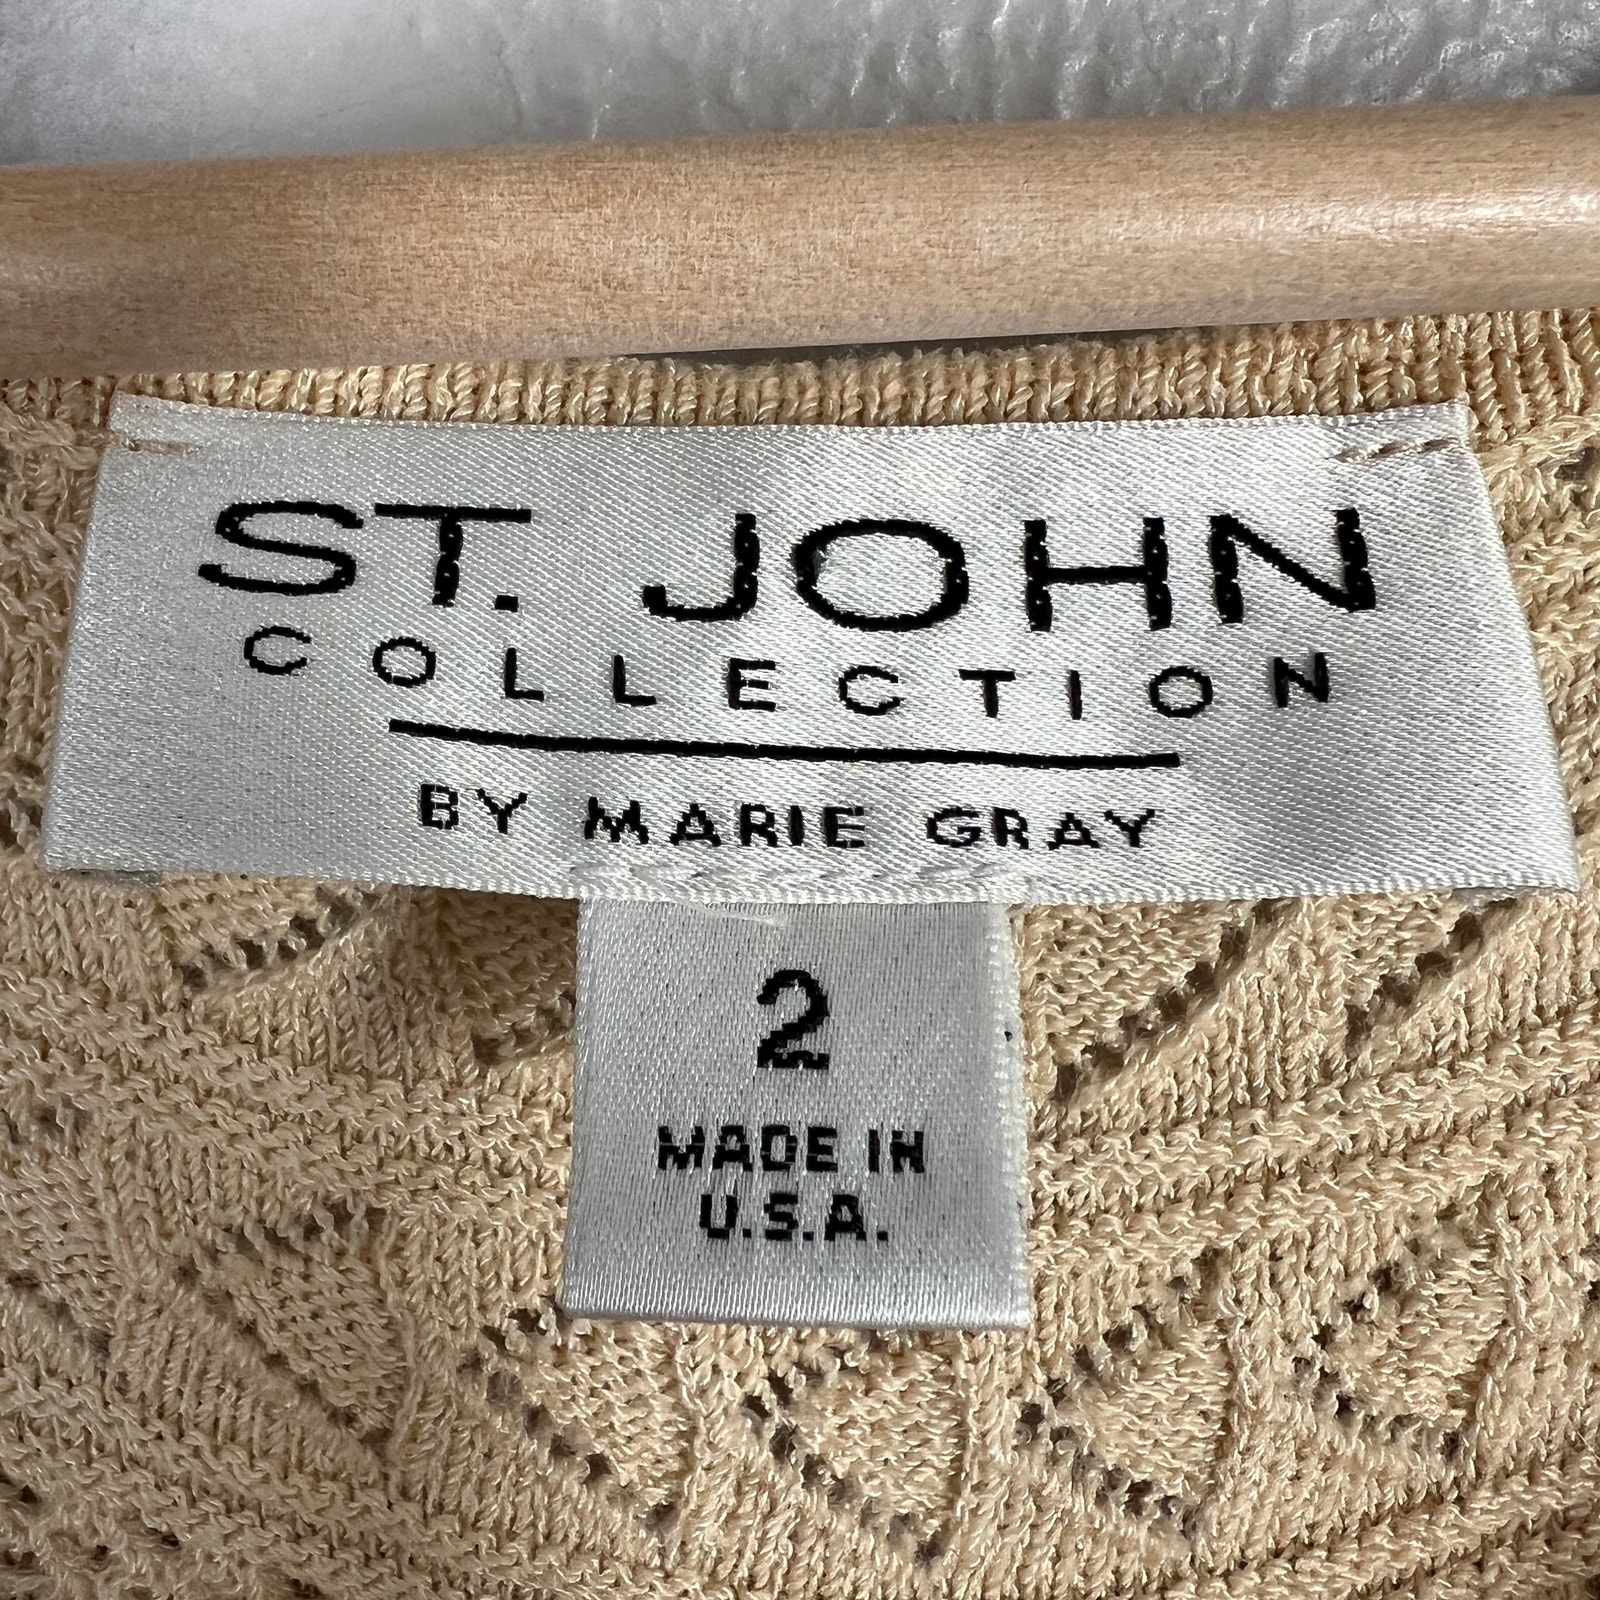 ST. JOHN
COLLECTION
BY MARIE GRAY
2
MADE IN
U.S.A.